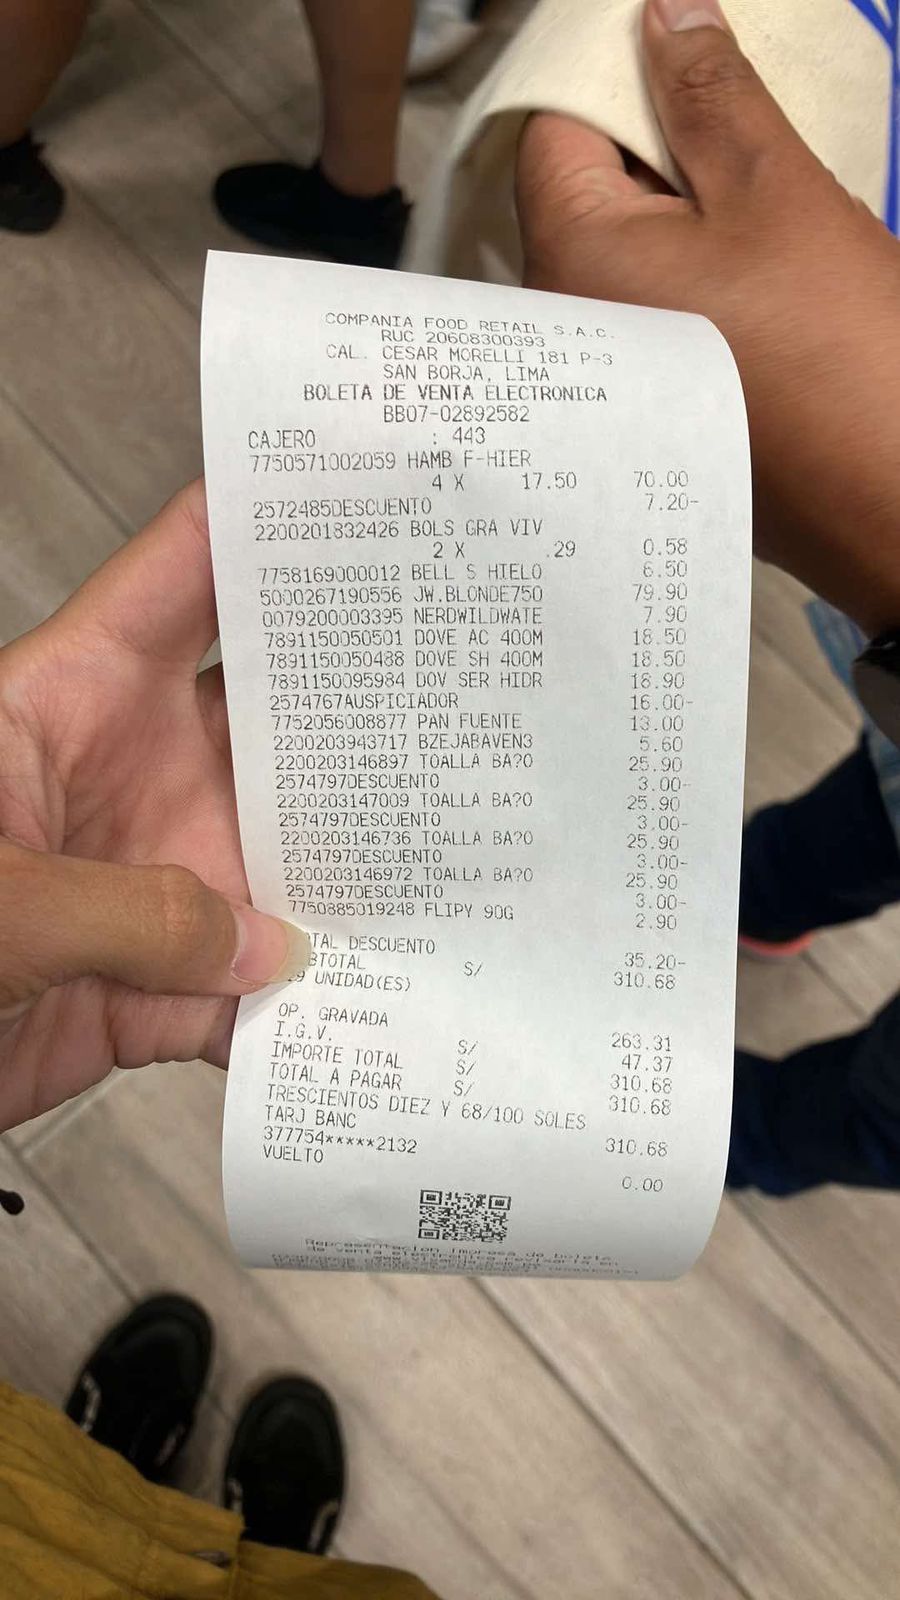 COMPANIA FOOD RETAIL S.A.C.
RUC 20608300393
CAL. CESAR MORELLI 181 P-3
SAN BORJA, LIMA
BOLETA DE VENTA ELECTRONICA
BB07-02892582
CAJERO : 443
7750571002059 HAMB F-HIER
4 X 17.50 70.00
2572485DESCUENTO 7.20-
2200201832426 BOLS GRA VIV
2 X .29 0.58
7758169000012 BELL S HIELO 6.50
5000267190556 JW.BLONDE750 79.90
0079200003395 NERDWILDWATE 7.90
7891150050501 DOVE AC 400M 18.50
7891150050488 DOVE SH 400M 18.50
7891150095984 DOV SER HIDR 18.90
2574767AUSPICIADOR 16.00-
7752056008877 PAN FUENTE 13.00
2200203943717 BZEJABAVEN3 5.60
2200203146897 TOALLA BA?O 25.90
2574797DESCUENTO 3.00-
2200203147009 TOALLA BA?O 25.90
2574797DESCUENTO 3.00-
2200203146736 TOALLA BA?O 25.90
2574797DESCUENTO 3.00-
2200203146972 TOALLA BA?O 25.90
2574797DESCUENTO 3.00-
7750885019248 FLIPY 90G 2.90
TAL DESCUENTO 35.20-
BTOTAL S/ 310.68
19 UNIDAD(ES)
OP. GRAVADA 263.31
I.G.V. S/ 47.37
IMPORTE TOTAL S/ 310.68
TOTAL A PAGAR S/ 310.68
TRESCIENTOS DIEZ Y 68/100 SOLES
TARJ BANC 310.68
377754*****2132
VUELTO 0.00
Representacion impresa de boleta
de venta electronica